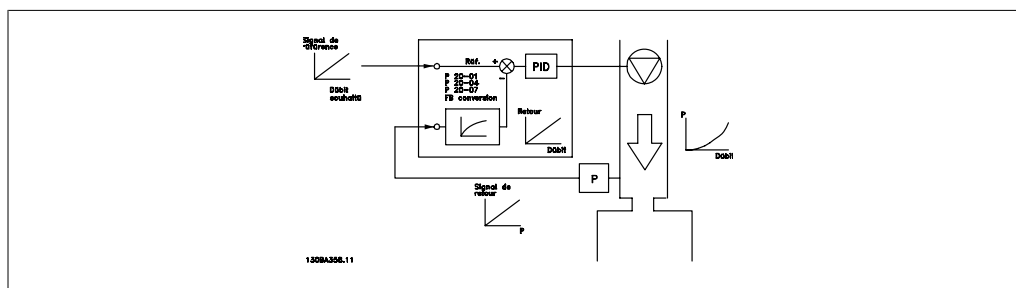 Signal de
référence
Débit
souhaité
Réf.
+
-
P 20-01
P 20-04
P 20-07
FB conversion
PID
Retour
Débit
P
Débit
P
Signal de
retour
P
130BA358.11